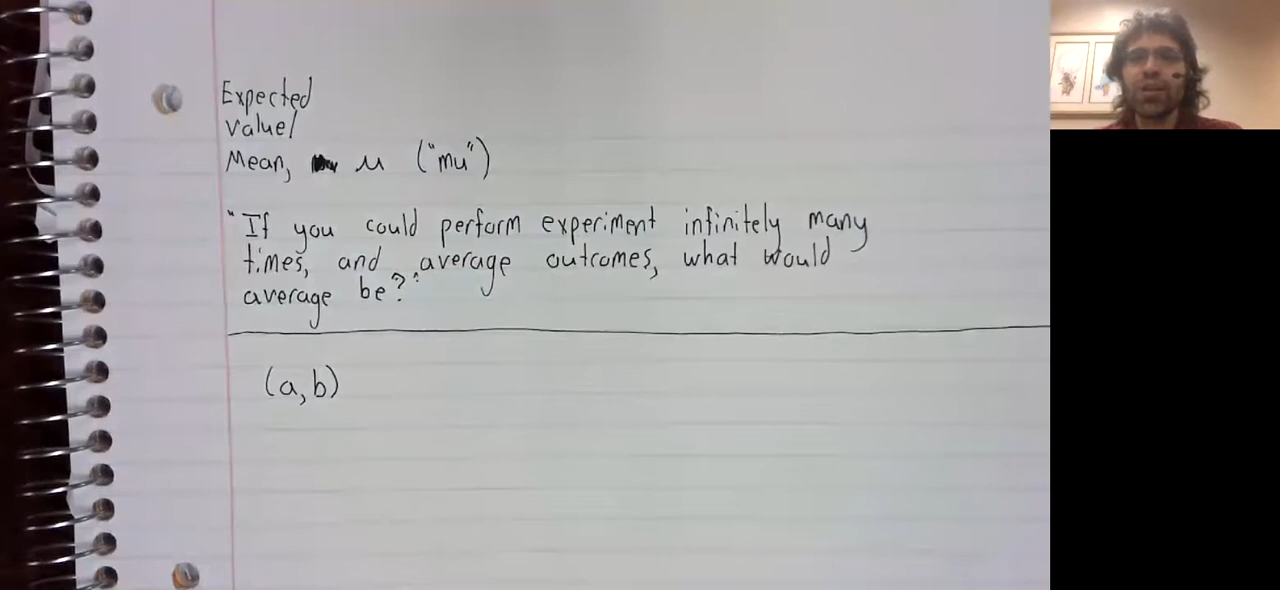 Expected
value/
Mean, μ ("mu")
"If you could perform experiment infinitely many
times, and average outcomes, what would
average be?"
(a,b)